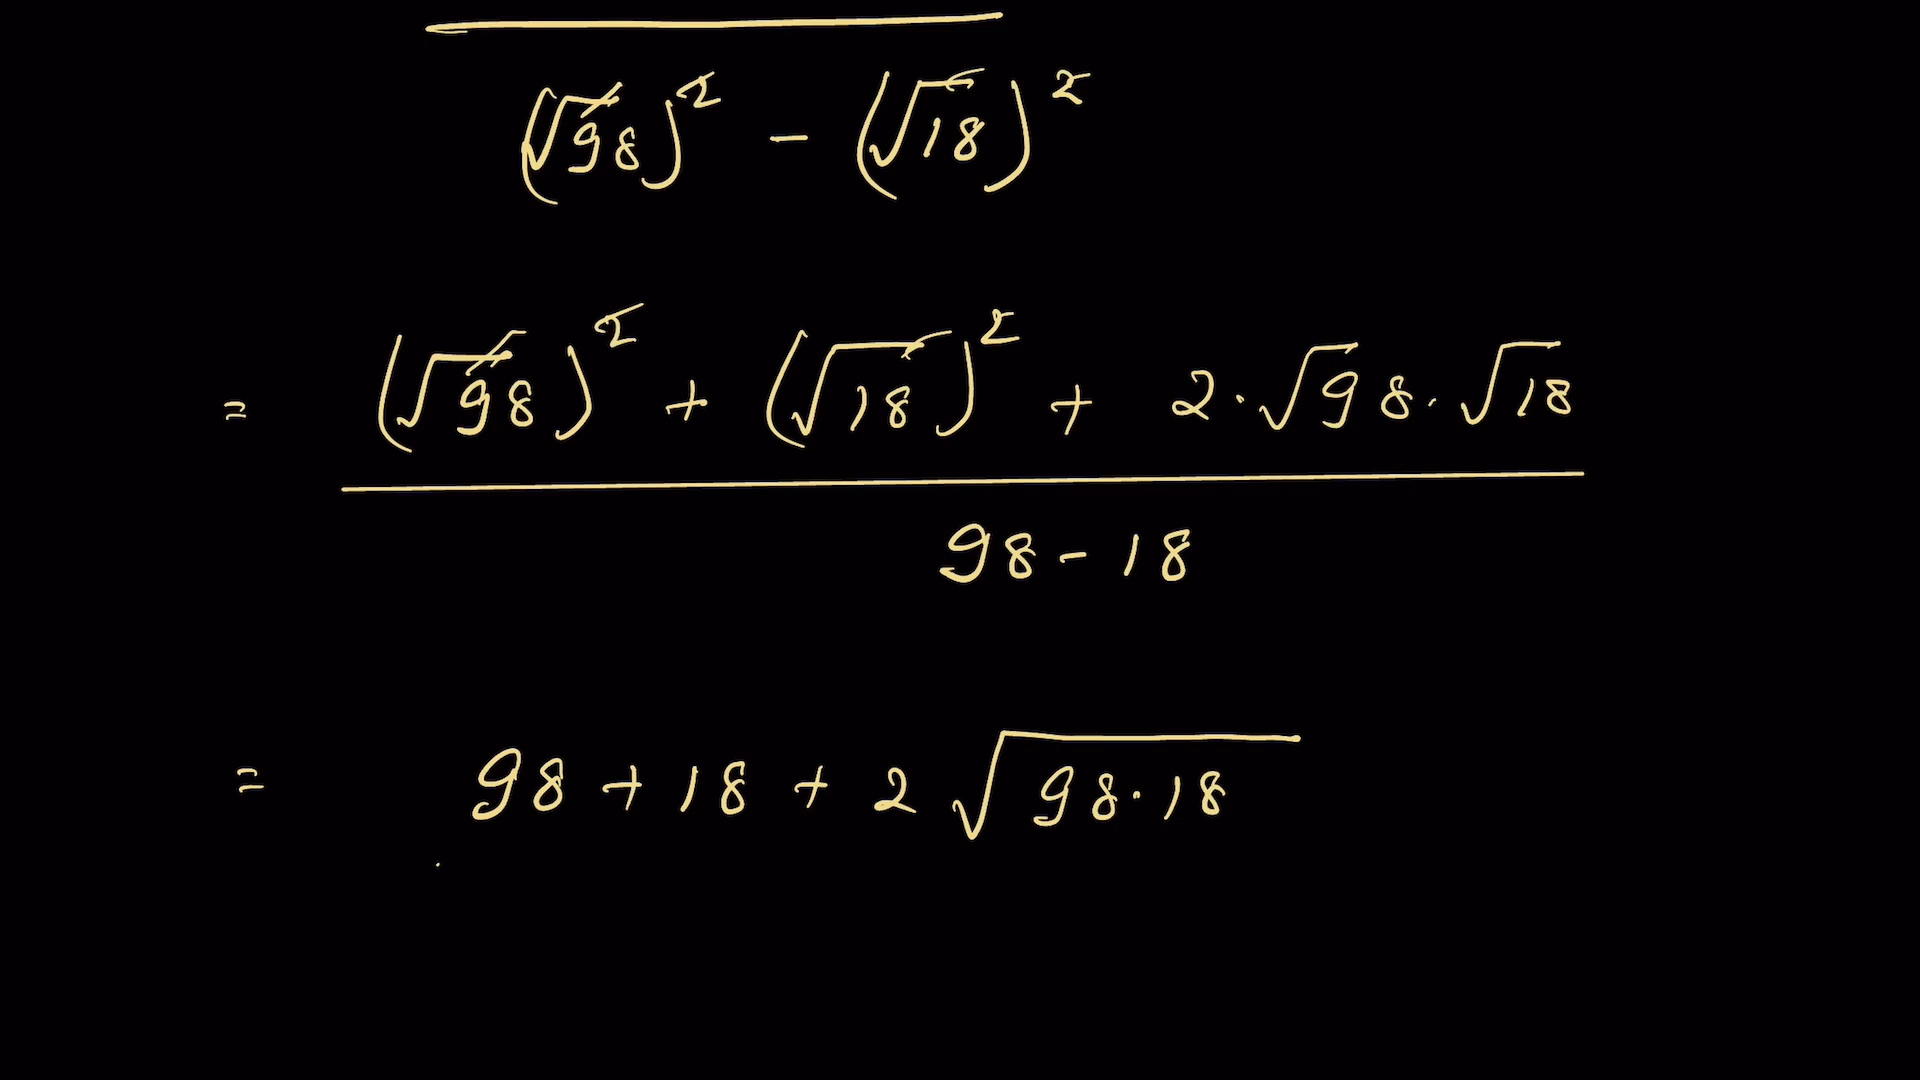 (√98)² - (√18)²
= (√98)² + (√18)² + 2·√98·√18
98 - 18
= 98 + 18 + 2√98·18